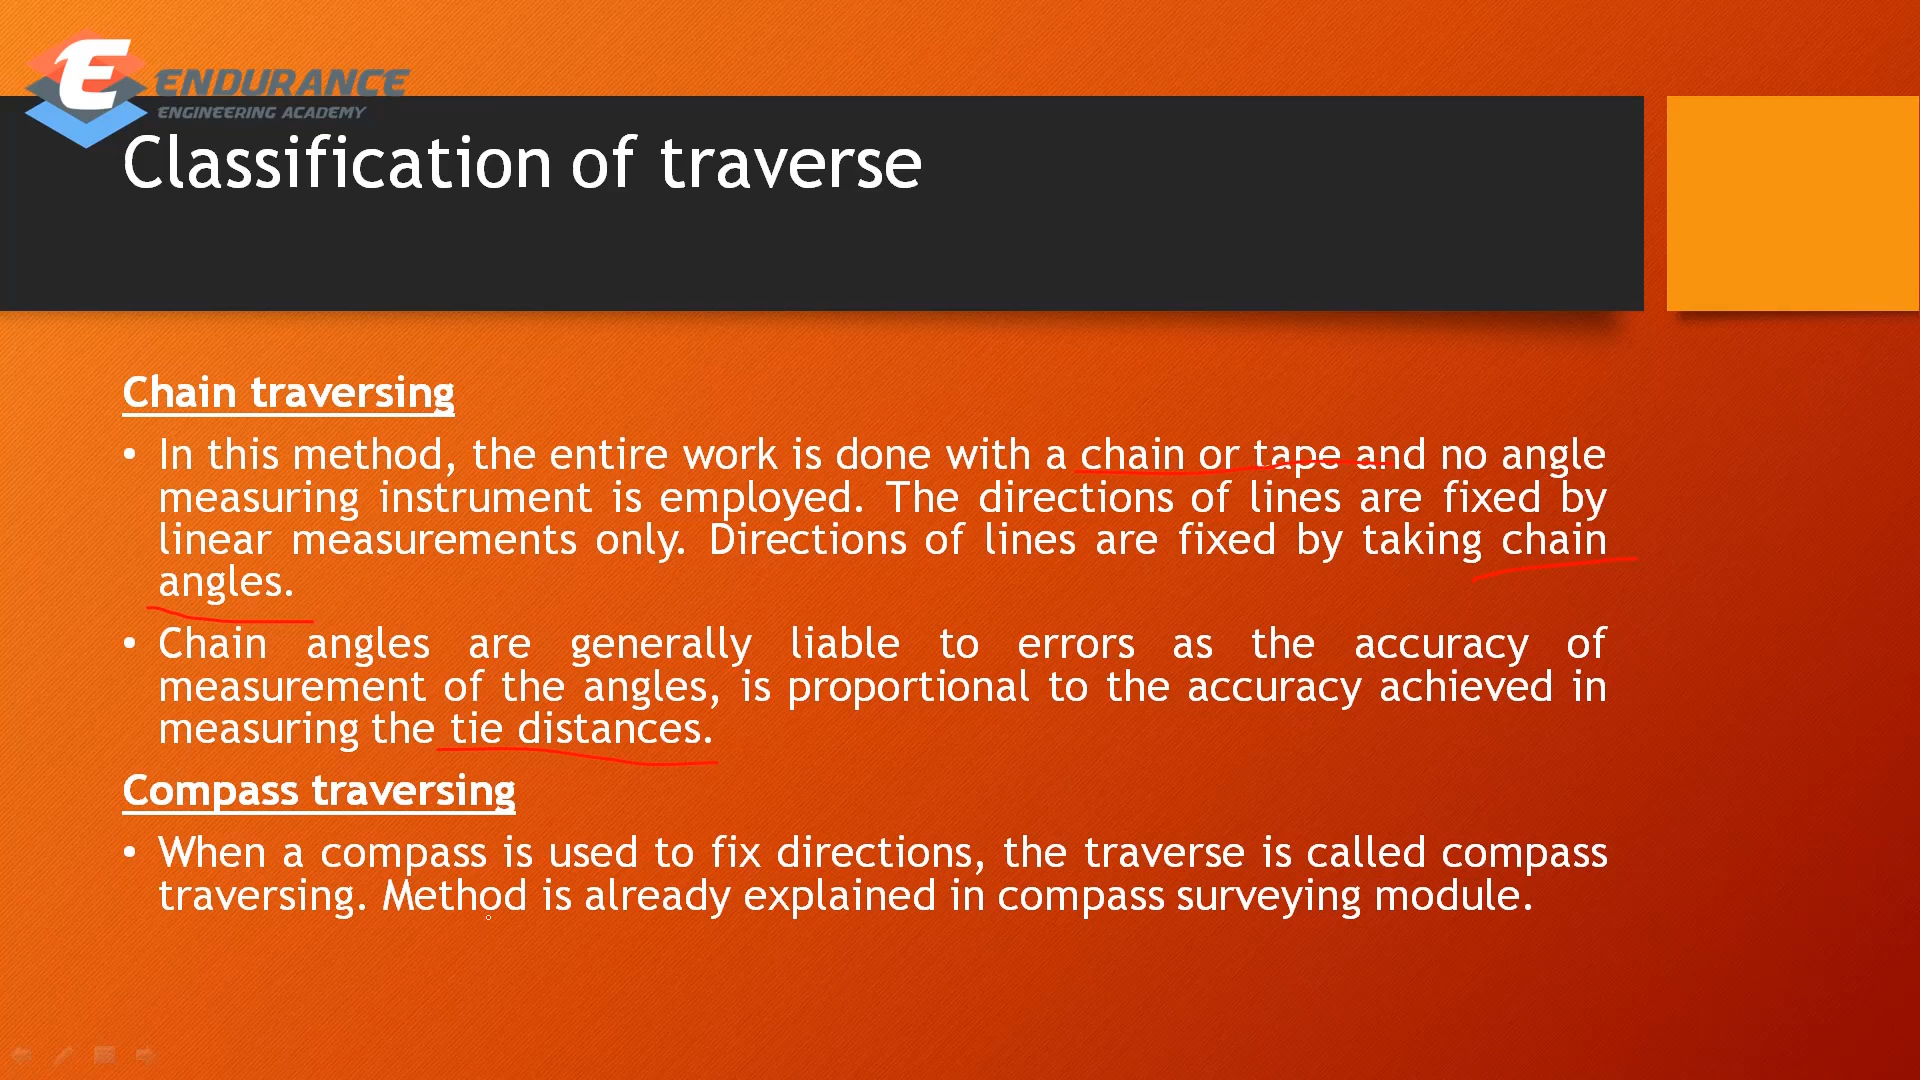 ENDURANCE
ENGINEERING ACADEMY
Classification of traverse
Chain traversing
• In this method, the entire work is done with a chain or tape and no angle
measuring instrument is employed. The directions of lines are fixed by
linear measurements only. Directions of lines are fixed by taking chain
angles.
• Chain angles are generally liable to errors as the accuracy of
measurement of the angles, is proportional to the accuracy achieved in
measuring the tie distances.
Compass traversing
• When a compass is used to fix directions, the traverse is called compass
traversing. Method is already explained in compass surveying module.